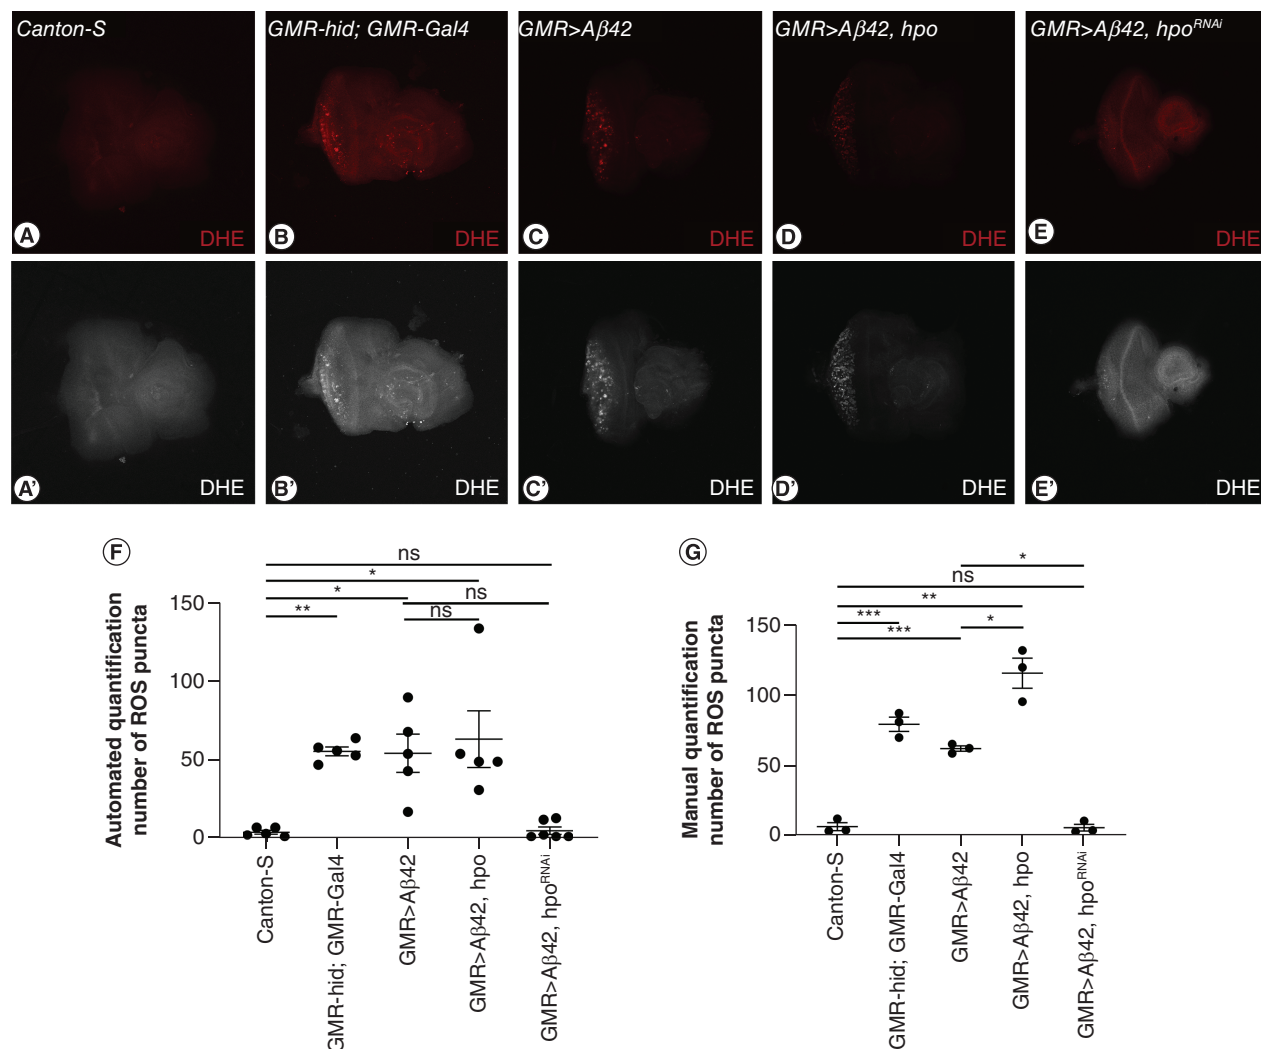 Canton-S
GMR-hid; GMR-Gal4
GMR>Aβ42
GMR>Aβ42, hpo
GMR>Aβ42, hpoRNAi
A
DHE
B
DHE
C
DHE
D
DHE
E
DHE
A'
DHE
B'
DHE
C'
DHE
D'
DHE
E'
DHE
F
ns
*
*
ns
**
ns
Automated quantification
number of ROS puncta
150
100
50
0
Canton-S
GMR-hid; GMR-Gal4
GMR>Aβ42
GMR>Aβ42, hpo
GMR>Aβ42, hpoRNAi
G
*
ns
**
***
*
***
Manual quantification
number of ROS puncta
150
100
50
0
Canton-S
GMR-hid; GMR-Gal4
GMR>Aβ42
GMR>Aβ42, hpo
GMR>Aβ42, hpoRNAi